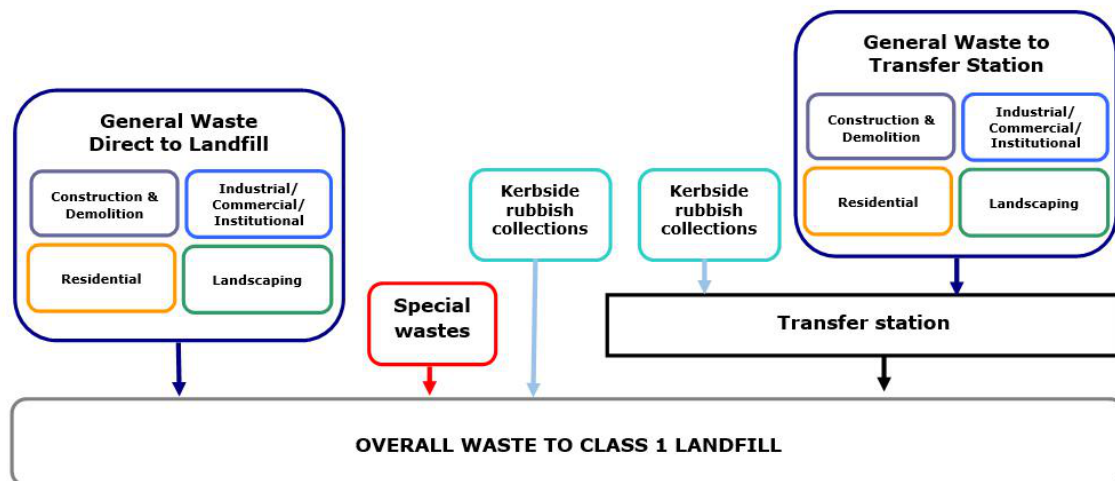 General Waste
Direct to Landfill
Construction &
Demolition
Industrial/
Commercial/
Institutional
Residential
Landscaping
Special
wastes
Kerbside
rubbish
collections
Kerbside
rubbish
collections
General Waste to
Transfer Station
Construction &
Demolition
Industrial/
Commercial/
Institutional
Residential
Landscaping
Transfer station
OVERALL WASTE TO CLASS 1 LANDFILL